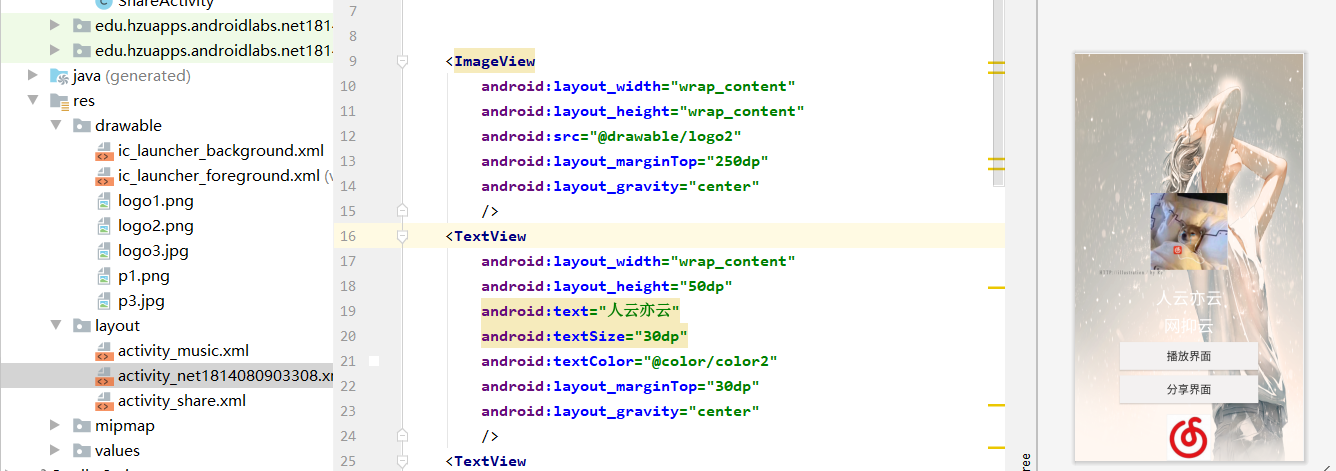 ShareActivity
edu.hzuapps.androidlabs.net181
edu.hzuapps.androidlabs.net181
java (generated)
res
drawable
ic_launcher_background.xml
ic_launcher_foreground.xml (v
logo1.png
logo2.png
logo3.jpg
p1.png
p3.jpg
layout
activity_music.xml
activity_net1814080903308.xm
activity_share.xml
mipmap
values
7
8
9 <ImageView
10 android:layout_width="wrap_content"
11 android:layout_height="wrap_content"
12 android:src="@drawable/logo2"
13 android:layout_marginTop="250dp"
14 android:layout_gravity="center"
15 />
16 <TextView
17 android:layout_width="wrap_content"
18 android:layout_height="50dp"
19 android:text="人云亦云"
20 android:textSize="30dp"
21 android:textColor="@color/color2"
22 android:layout_marginTop="30dp"
23 android:layout_gravity="center"
24 />
25 <TextView
ree
人云亦云
网抑云
播放界面
分享界面